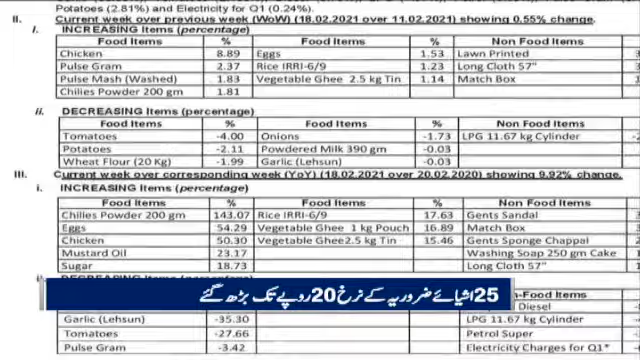 Potatoes (2.81%) and Electricity for Q1 (0.24%).
II. Current week over previous week (WoW) (18.02.2021 over 11.02.2021) showing 0.55% change.
i. INCREASING Items (percentage)
Food Items % Food Items % Non Food Items
Chicken 8.89 Eggs 1.53 Lawn Printed
Pulse Gram 2.37 Rice IRRI-6/9 1.23 Long Cloth 57"
Pulse Mash (Washed) 1.83 Vegetable Ghee 2.5 kg Tin 1.14 Match Box
Chillies Powder 200 gm 1.81
ii. DECREASING Items (percentage)
Food Items % Food Items % Non Food Items
Tomatoes -4.00 Onions -1.73 LPG 11.67 kg Cylinder
Potatoes -2.11 Powdered Milk 390 gm -0.03
Wheat Flour (20 Kg) -1.99 Garlic (Lehsun) -0.03
III. Current week over corresponding week (YoY) (18.02.2021 over 20.02.2020) showing 9.92% change.
i. INCREASING Items (percentage)
Food Items % Food Items % Non Food Items
Chilies Powder 200 gm 143.07 Rice IRRI-6/9 17.63 Gents Sandal
Eggs 54.29 Vegetable Ghee 1 kg Pouch 16.89 Match Box
Chicken 50.30 Vegetable Ghee2.5 kg Tin 15.46 Gents Sponge Chappal
Mustard Oil 23.17 Washing Soap 250 gm Cake
Sugar 18.73 Long Cloth 57"
25 اشیائے ضروریہ کے نرخ 20 روپے تک بڑھ گئے
Food Items
Diesel
Garlic (Lehsun) -35.30 LPG 11.67 kg Cylinder
Tomatoes -27.66 Petrol Super
Pulse Gram -3.42 Electricity Charges for Q1*